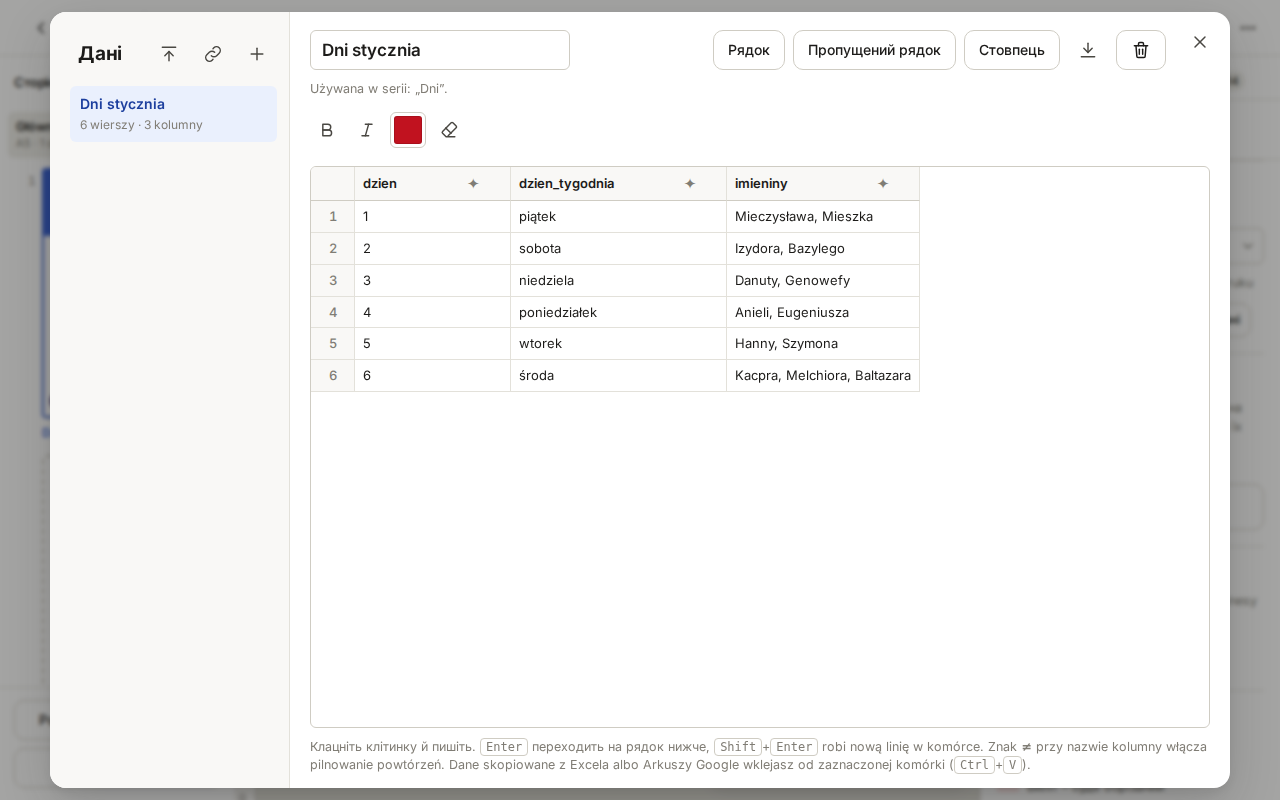 Дані
Dni stycznia
6 wierszy · 3 kolumny
Dni stycznia
Рядок
Пропущений рядок
Стовпець
Używana w serii: „Dni”.
B I
dzien ✦ dzien_tygodnia ✦ imieniny ✦
1 1 piątek Mieczysława, Mieszka
2 2 sobota Izydora, Bazylego
3 3 niedziela Danuty, Genowefy
4 4 poniedziałek Anieli, Eugeniusza
5 5 wtorek Hanny, Szymona
6 6 środa Kacpra, Melchiora, Baltazara
Клацніть клітинку й пишіть. Enter переходить на рядок нижче, Shift+Enter robi nową linię w komórce. Znak ≠ przy nazwie kolumny włącza
pilnowanie powtórzeń. Dane skopiowane z Excela albo Arkuszy Google wklejasz od zaznaczonej komórki (Ctrl+V).